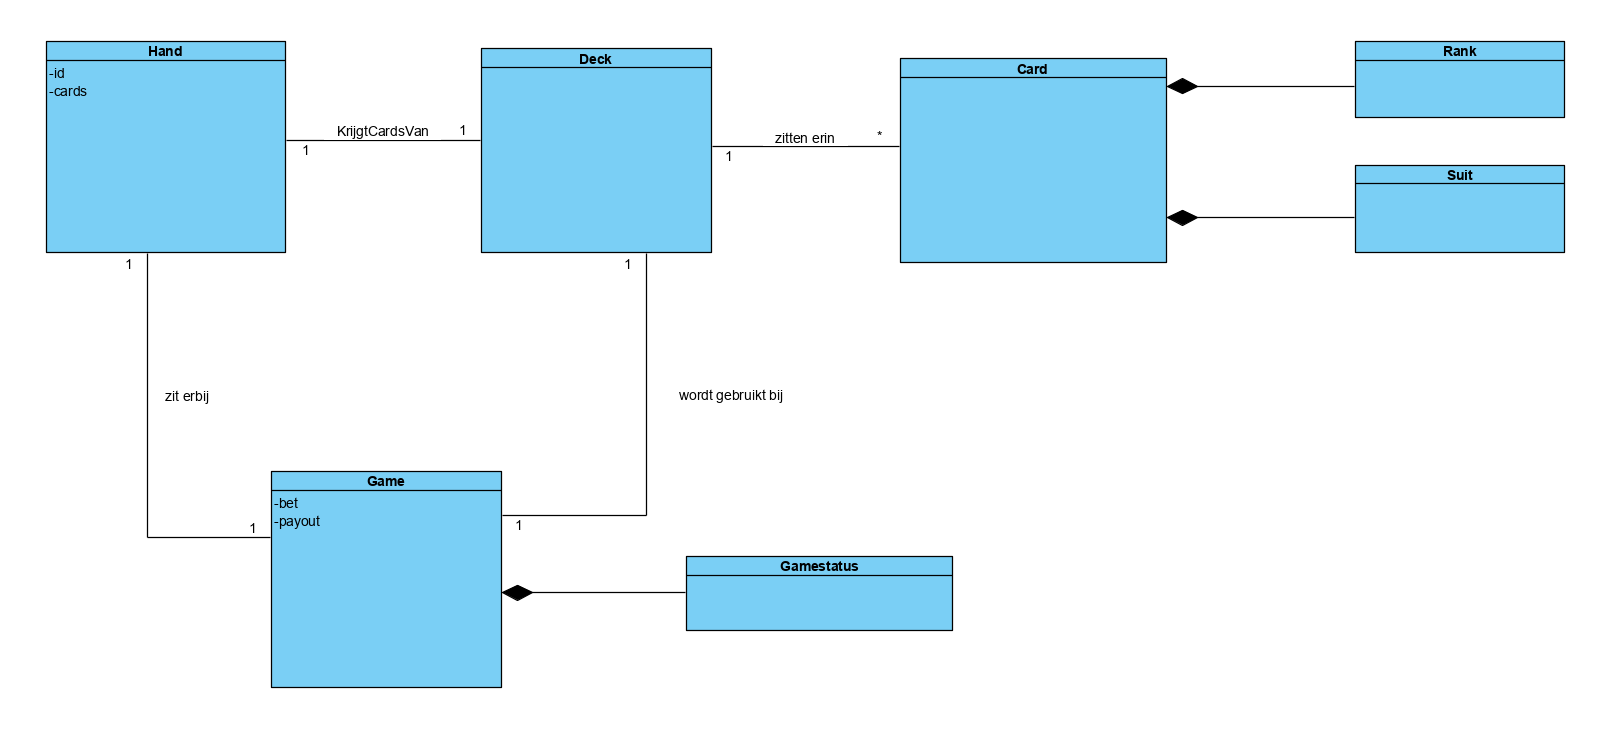 Hand
-id
-cards
Deck
Card
Rank
Suit
KrijgtCardsVan
1
1
zitten erin
*
1
1
1
zit erbij
wordt gebruikt bij
Game
-bet
-payout
1
1
Gamestatus